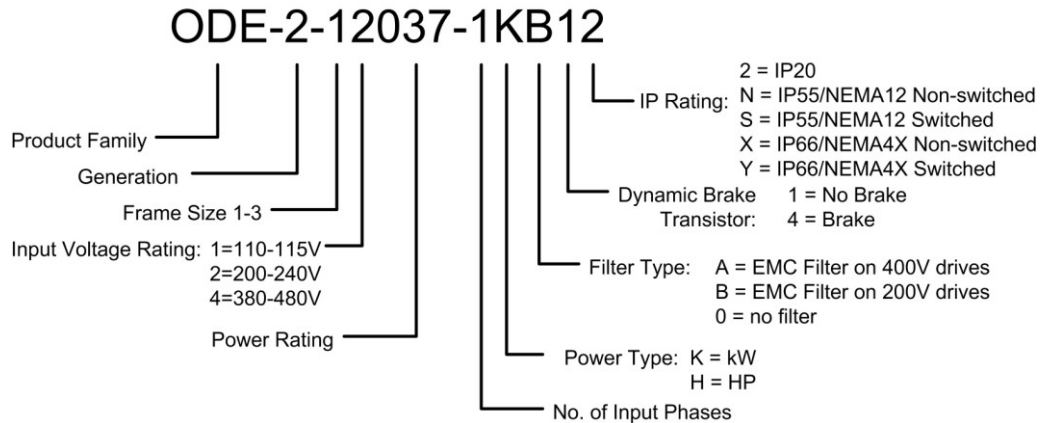 ODE-2-12037-1KB12
Product Family
Generation
Frame Size 1-3
Input Voltage Rating: 1=110-115V
2=200-240V
4=380-480V
Power Rating
IP Rating:
2 = IP20
N = IP55/NEMA12 Non-switched
S = IP55/NEMA12 Switched
X = IP66/NEMA4X Non-switched
Y = IP66/NEMA4X Switched
Dynamic Brake 1 = No Brake
Transistor: 4 = Brake
Filter Type: A = EMC Filter on 400V drives
B = EMC Filter on 200V drives
0 = no filter
Power Type: K = kW
H = HP
No. of Input Phases